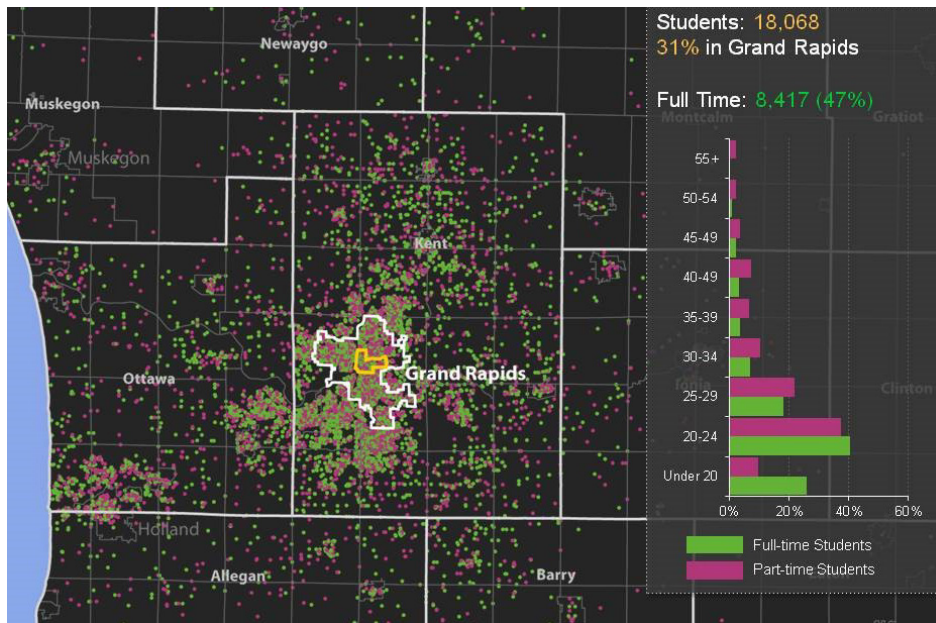 Students: 18,068
31% in Grand Rapids
Full Time: 8,417 (47%)
Newaygo
Muskegon
Muskegon
Montcalm
Gratiot
Kent
Ottawa
Grand Rapids
Ionia
Clinton
Holland
Allegan
Barry
Eaton
55+
50-54
45-49
40-49
35-39
30-34
25-29
20-24
Under 20
0% 20% 40% 60%
Full-time Students
Part-time Students